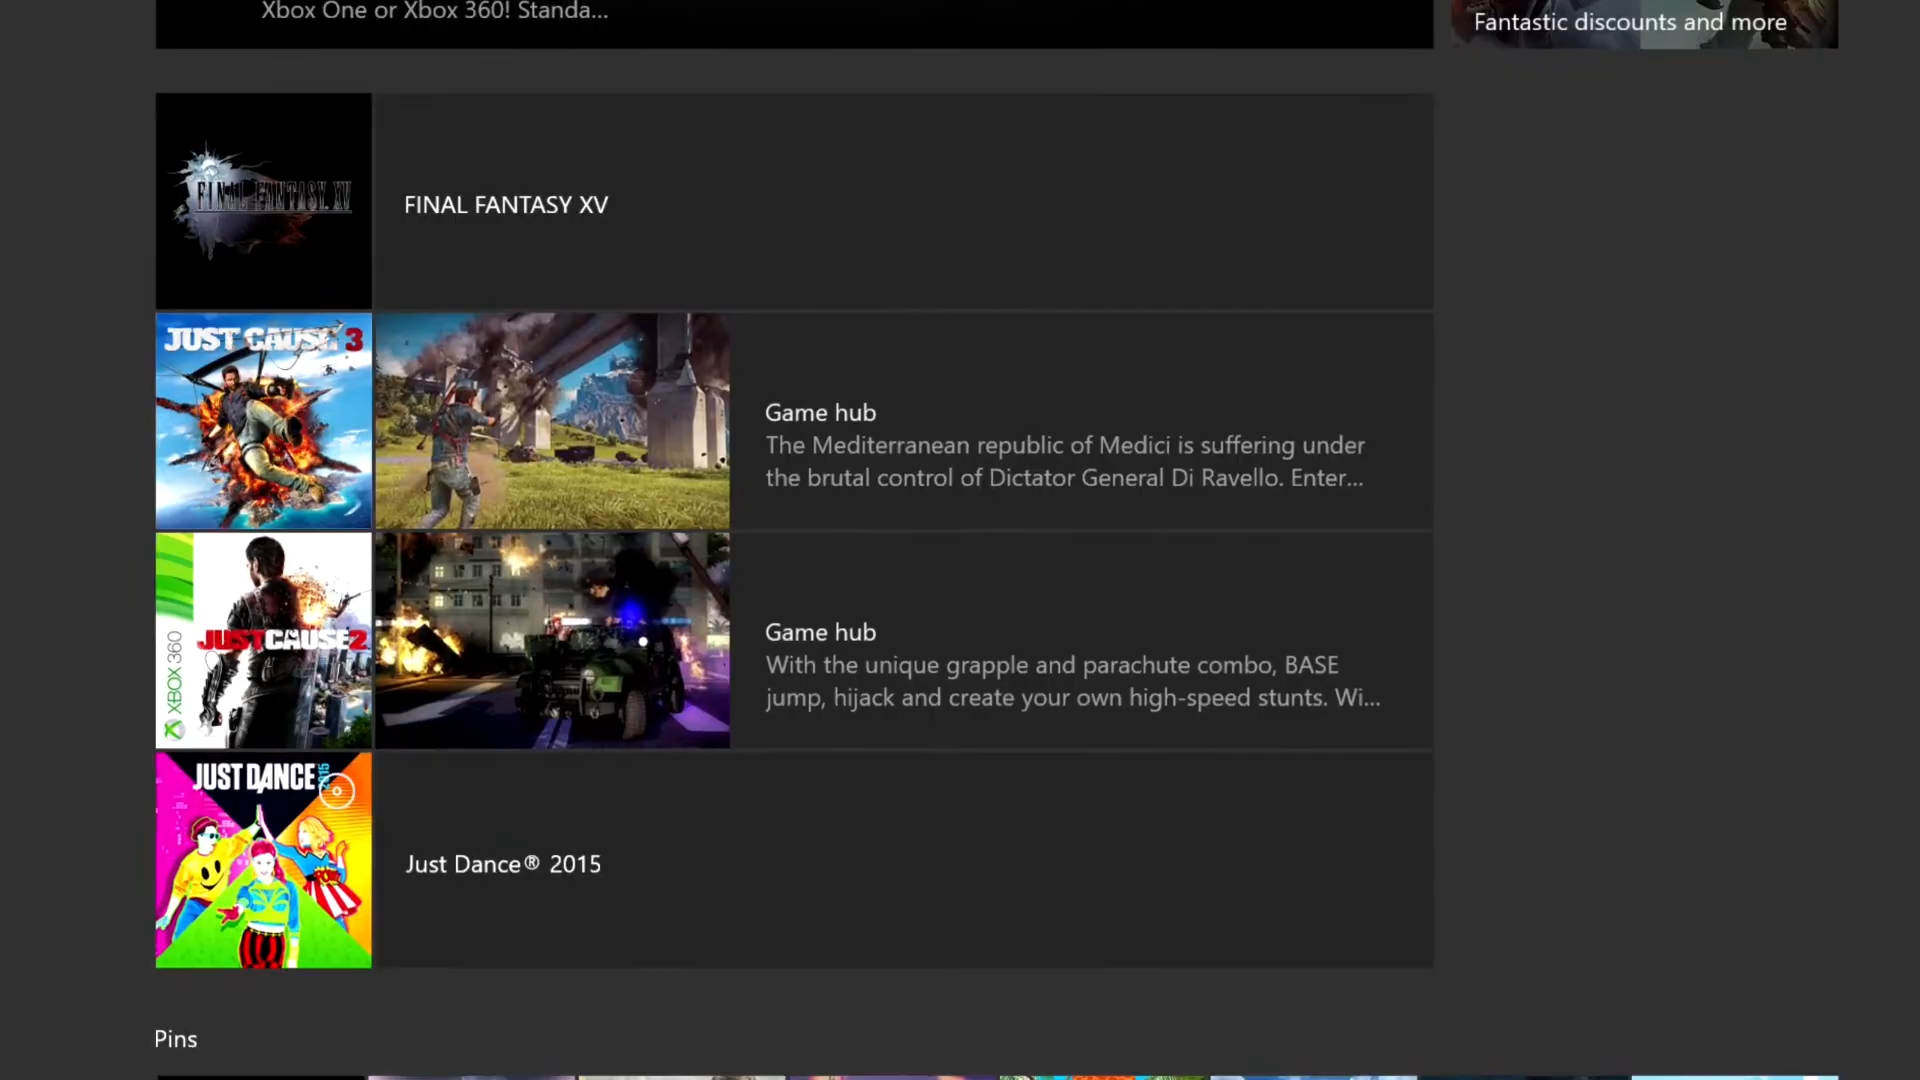 Xbox One or Xbox 360! Standa...
Fantastic discounts and more
FINAL FANTASY XV
FINAL FANTASY XV
JUST CAUSE 3
Game hub
The Mediterranean republic of Medici is suffering under
the brutal control of Dictator General Di Ravello. Enter...
XBOX 360
JUST CAUSE 2
Game hub
With the unique grapple and parachute combo, BASE
jump, hijack and create your own high-speed stunts. Wi...
JUST DANCE 2015
Just Dance® 2015
Pins